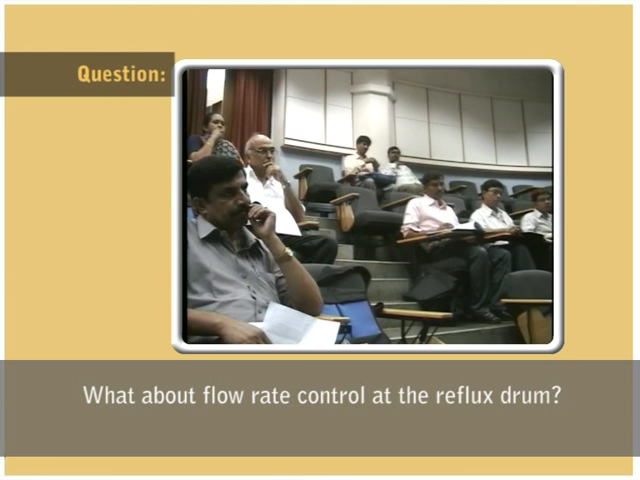 Question:
What about flow rate control at the reflux drum?